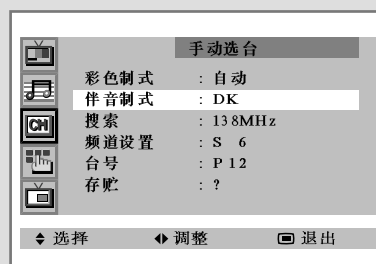 手动选台
彩色制式 : 自动
伴音制式 : DK
CH 搜索 : 138MHz
频道设置 : S 6
台号 : P 12
存贮 : ?
选择 调整 退出